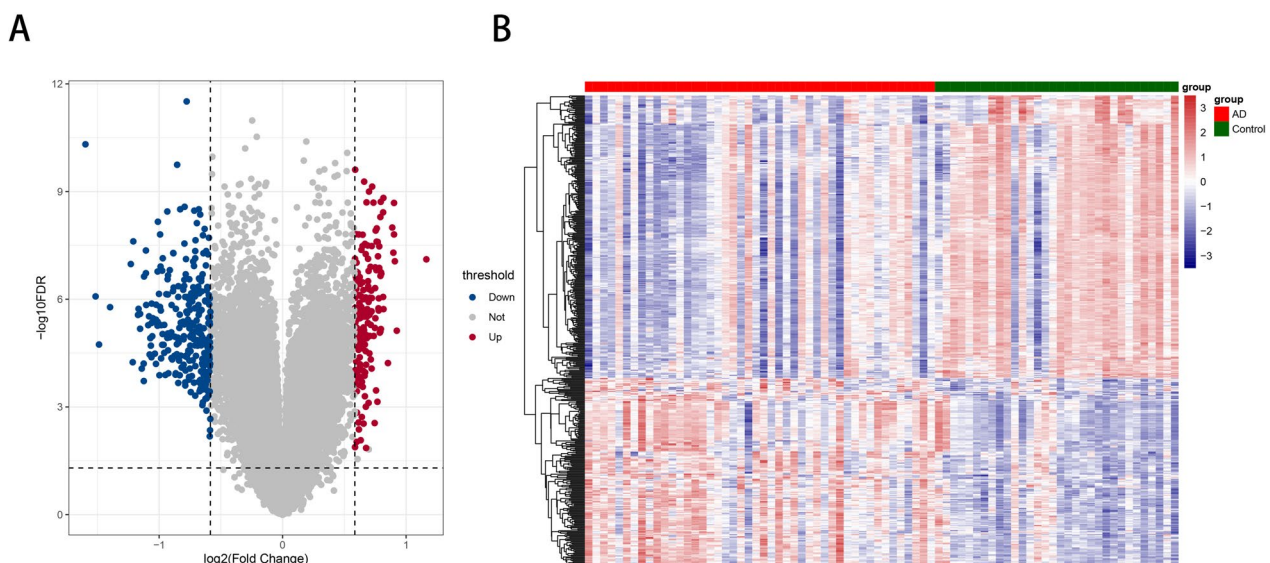 A
B
12
9
6
3
0
−log10FDR
−1
0
1
log2(Fold Change)
threshold
Down
Not
Up
group
3
2
1
0
−1
−2
−3
group
AD
Control